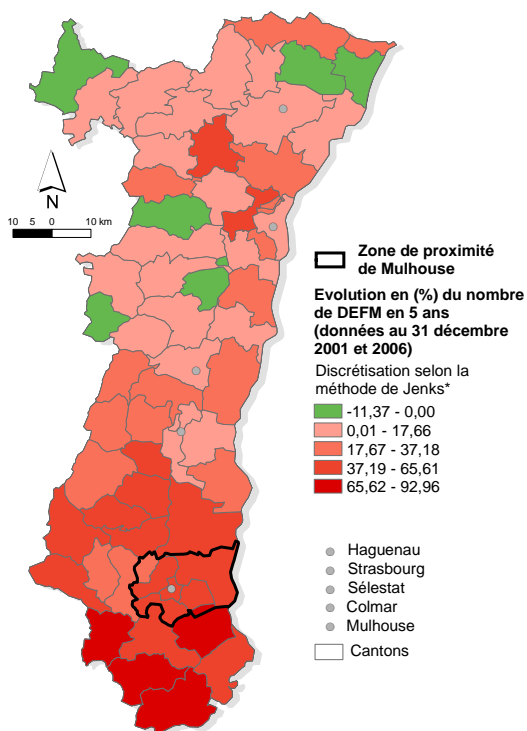 N
10 5 0 10 km
Zone de proximité
de Mulhouse
Evolution en (%) du nombre
de DEFM en 5 ans
(données au 31 décembre
2001 et 2006)
Discrétisation selon la
méthode de Jenks*
-11,37 - 0,00
0,01 - 17,66
17,67 - 37,18
37,19 - 65,61
65,62 - 92,96
Haguenau
Strasbourg
Sélestat
Colmar
Mulhouse
Cantons